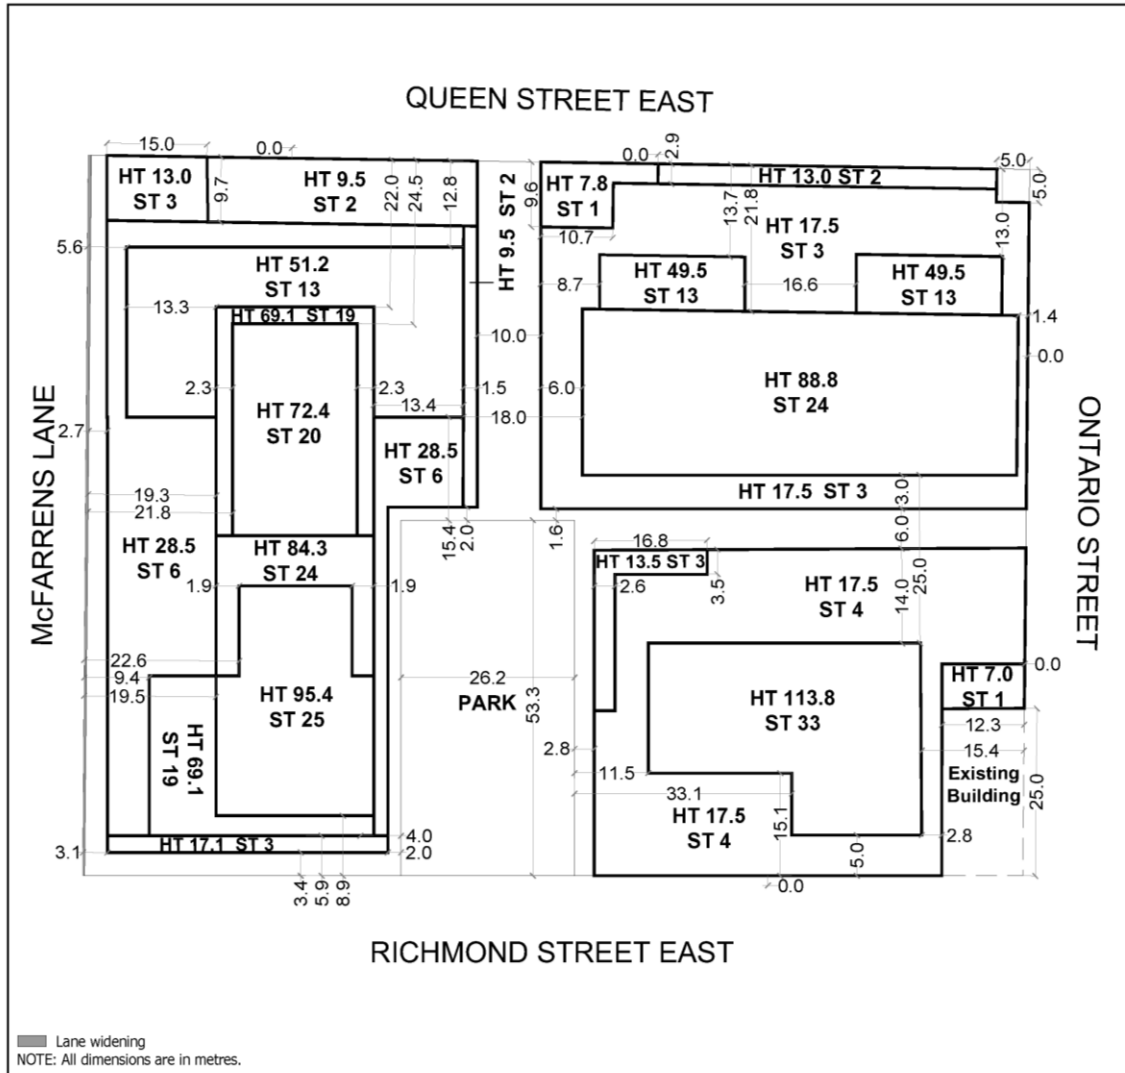 QUEEN STREET EAST
15.0
0.0
0.0
2.9
5.0
HT 13.0
ST 3
9.7
HT 9.5
ST 2
22.0
24.5
12.8
HT 9.5 ST 2
9.6
HT 7.8
ST 1
HT 13.0 ST 2
5.0
10.7
13.7
21.8
HT 17.5
ST 3
13.0
5.6
HT 51.2
ST 13
8.7
HT 49.5
ST 13
16.6
HT 49.5
ST 13
13.3
HT 69.1 ST 19
10.0
1.4
0.0
2.3
2.3
1.5
6.0
HT 88.8
ST 24
13.4
18.0
HT 72.4
ST 20
2.7
McFARRENS LANE
ONTARIO STREET
HT 28.5
ST 6
19.3
21.8
HT 17.5 ST 3
3.0
15.4
2.0
1.6
6.0
25.0
14.0
HT 28.5
ST 6
HT 84.3
ST 24
16.8
HT 13.5 ST 3
3.5
2.6
HT 17.5
ST 4
1.9
1.9
22.6
9.4
19.5
26.2
PARK
53.3
0.0
HT 7.0
ST 1
12.3
HT 95.4
ST 25
HT 69.1
ST 19
HT 113.8
ST 33
2.8
15.4
11.5
33.1
Existing
Building
25.0
HT 17.5
ST 4
15.1
HT 17.1 ST 3
4.0
2.0
3.1
2.8
5.0
3.4
5.9
8.9
0.0
RICHMOND STREET EAST
Lane widening
NOTE: All dimensions are in metres.